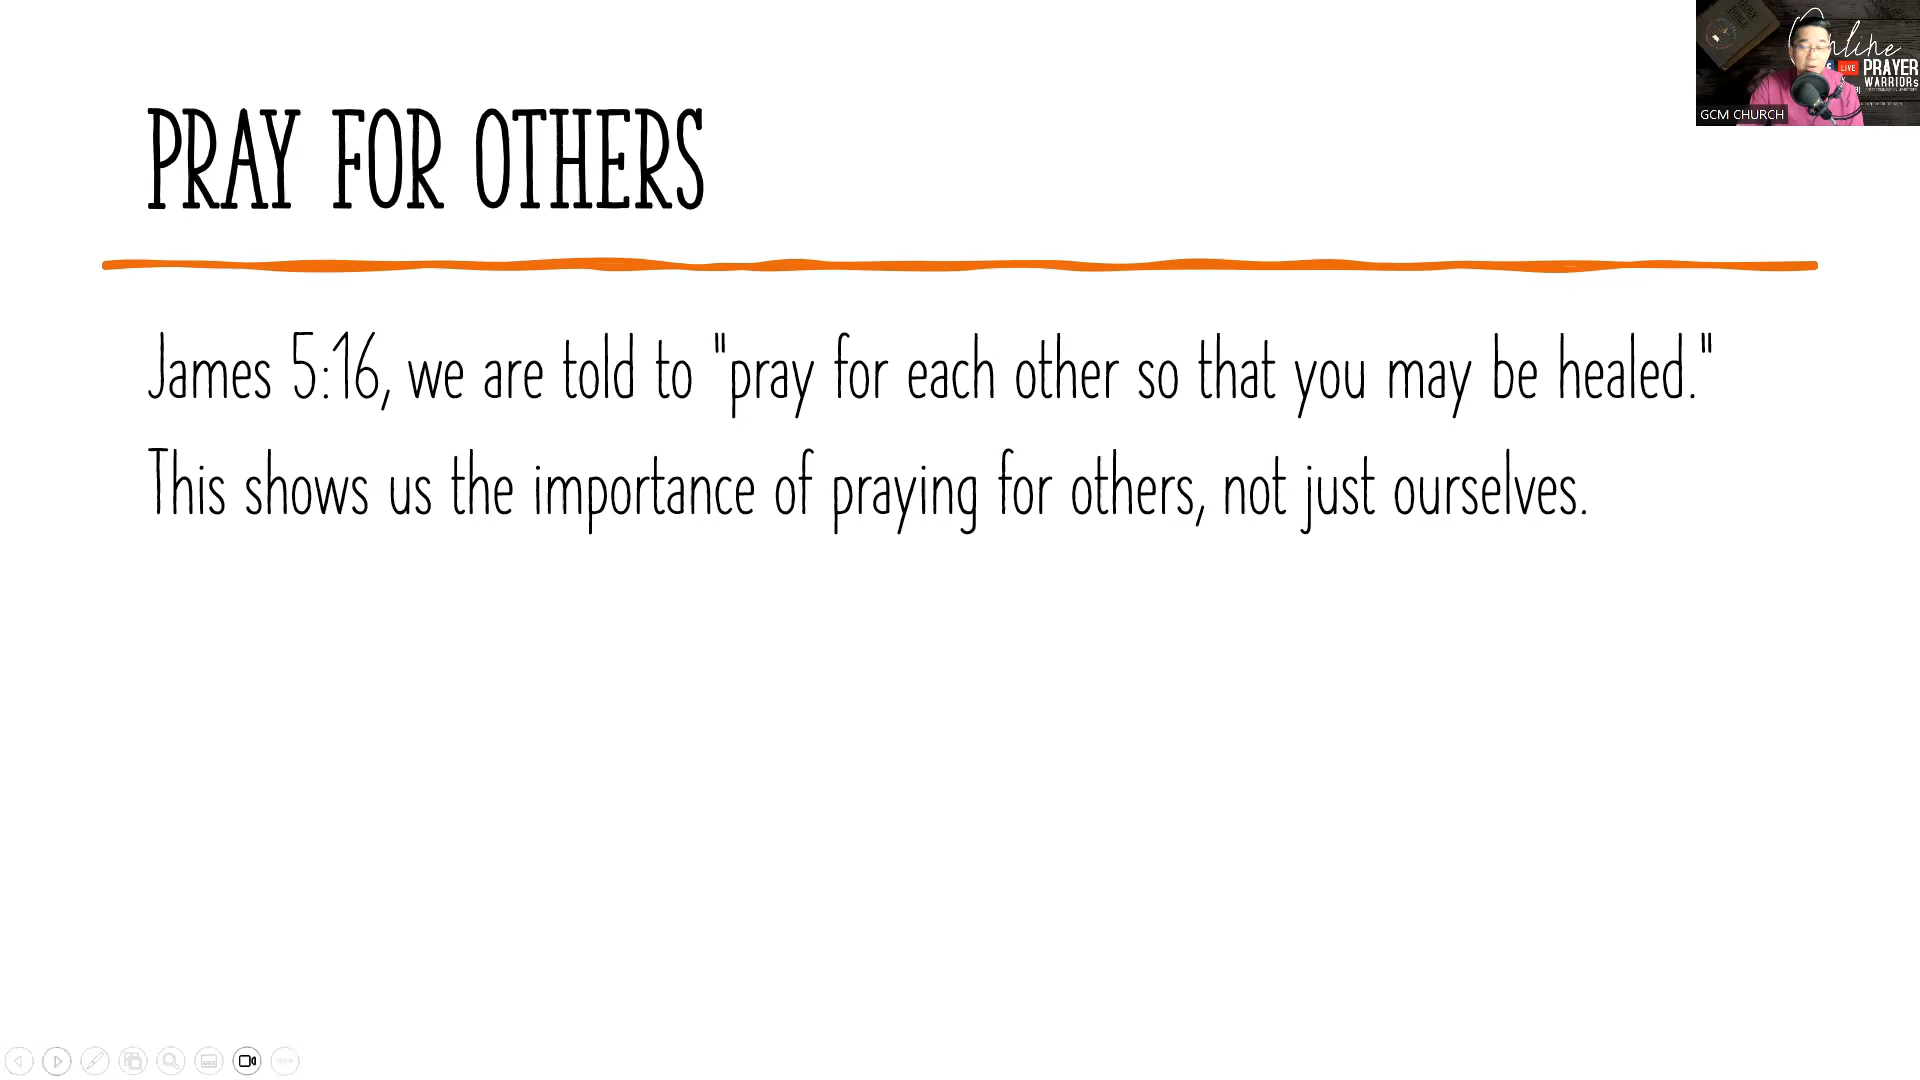 PRAY FOR OTHERS
James 5:16, we are told to "pray for each other so that you may be healed."
This shows us the importance of praying for others, not just ourselves.
LIVE PRAYER
WARRIORS
GCM CHURCH